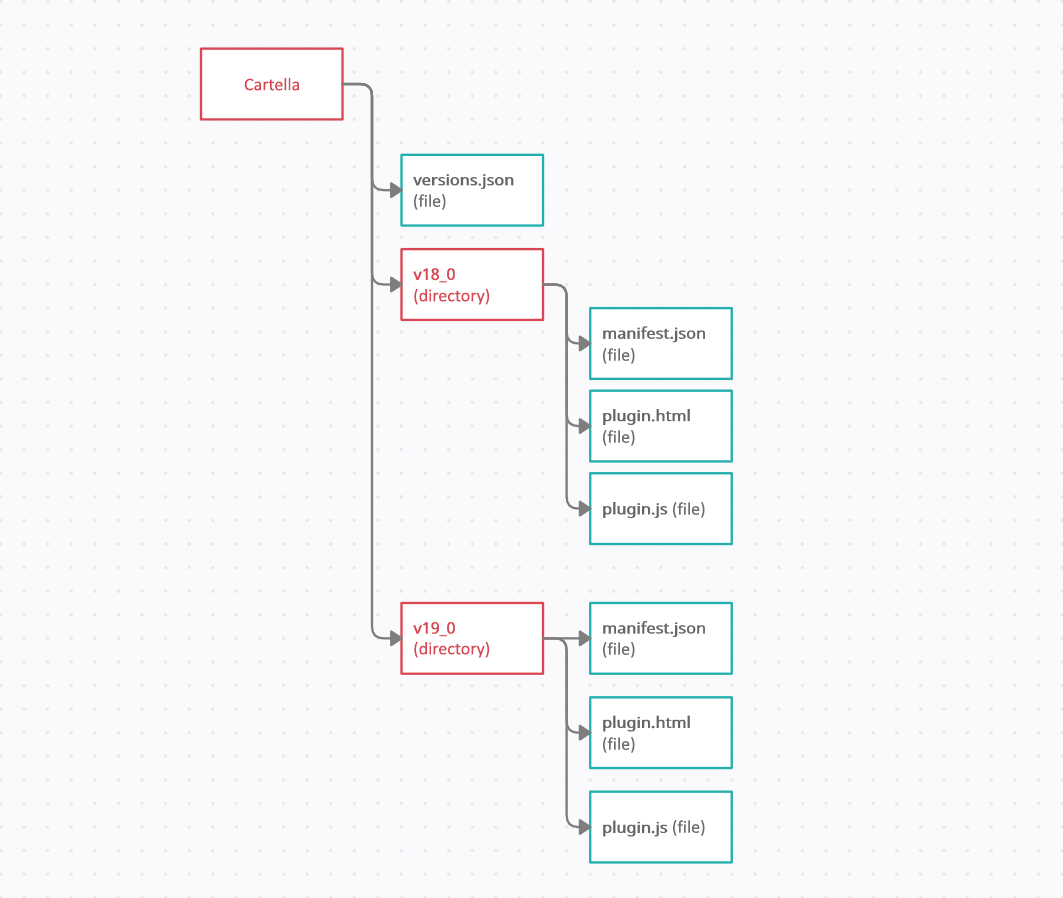 Cartella
versions.json
(file)
v18_0
(directory)
manifest.json
(file)
plugin.html
(file)
plugin.js (file)
v19_0
(directory)
manifest.json
(file)
plugin.html
(file)
plugin.js (file)